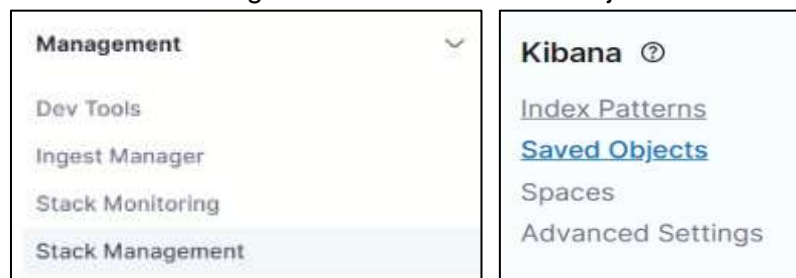 Management
Dev Tools
Ingest Manager
Stack Monitoring
Stack Management
Kibana
Index Patterns
Saved Objects
Spaces
Advanced Settings